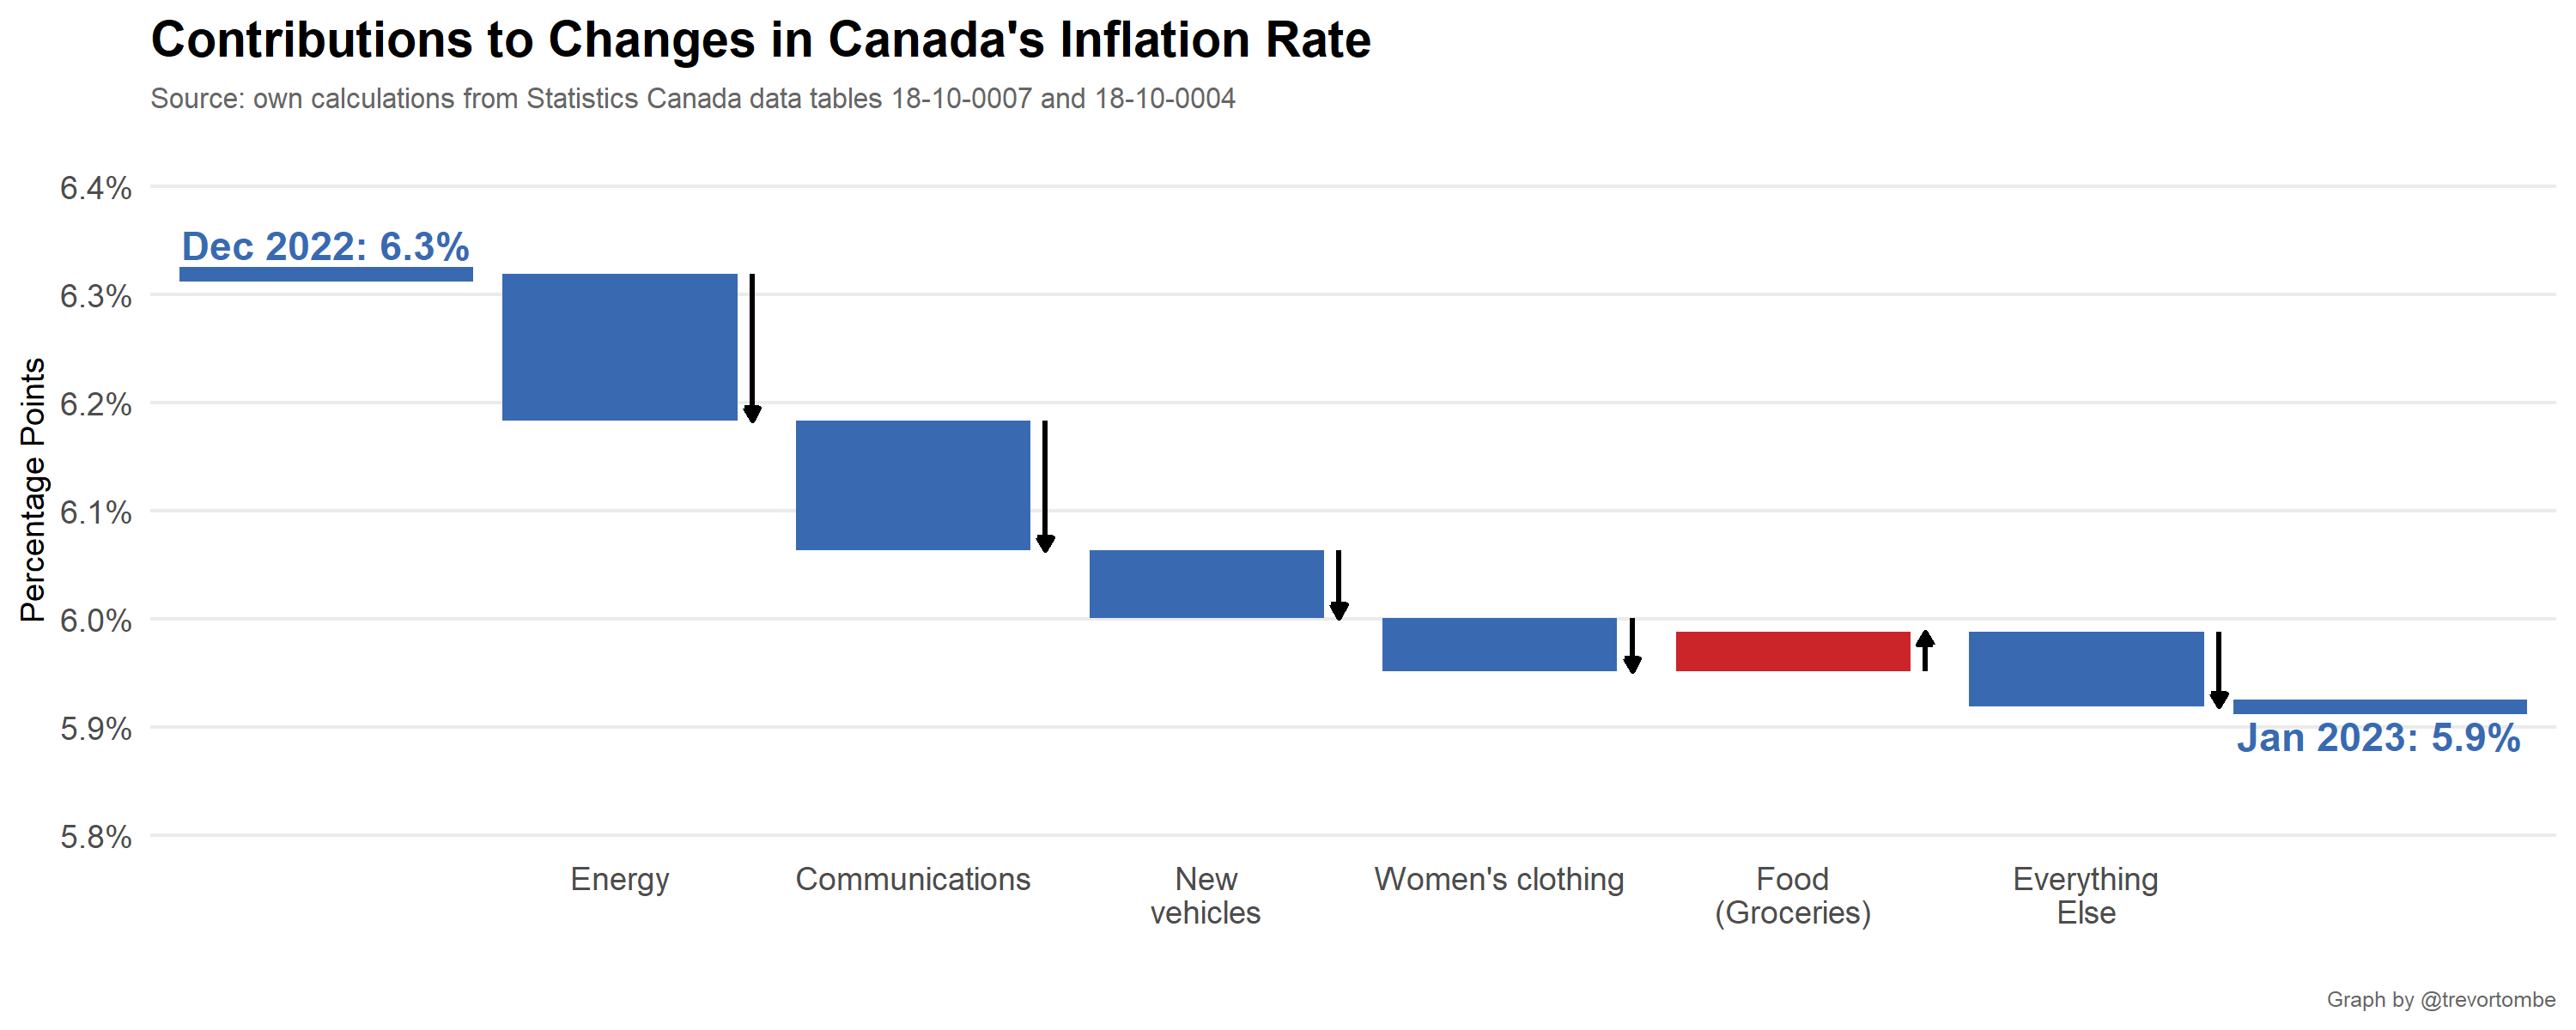 Contributions to Changes in Canada's Inflation Rate
Source: own calculations from Statistics Canada data tables 18-10-0007 and 18-10-0004
Percentage Points
6.4%
6.3%
6.2%
6.1%
6.0%
5.9%
5.8%
Dec 2022: 6.3%
Jan 2023: 5.9%
Energy
Communications
New
vehicles
Women's clothing
Food
(Groceries)
Everything
Else
Graph by @trevortombe